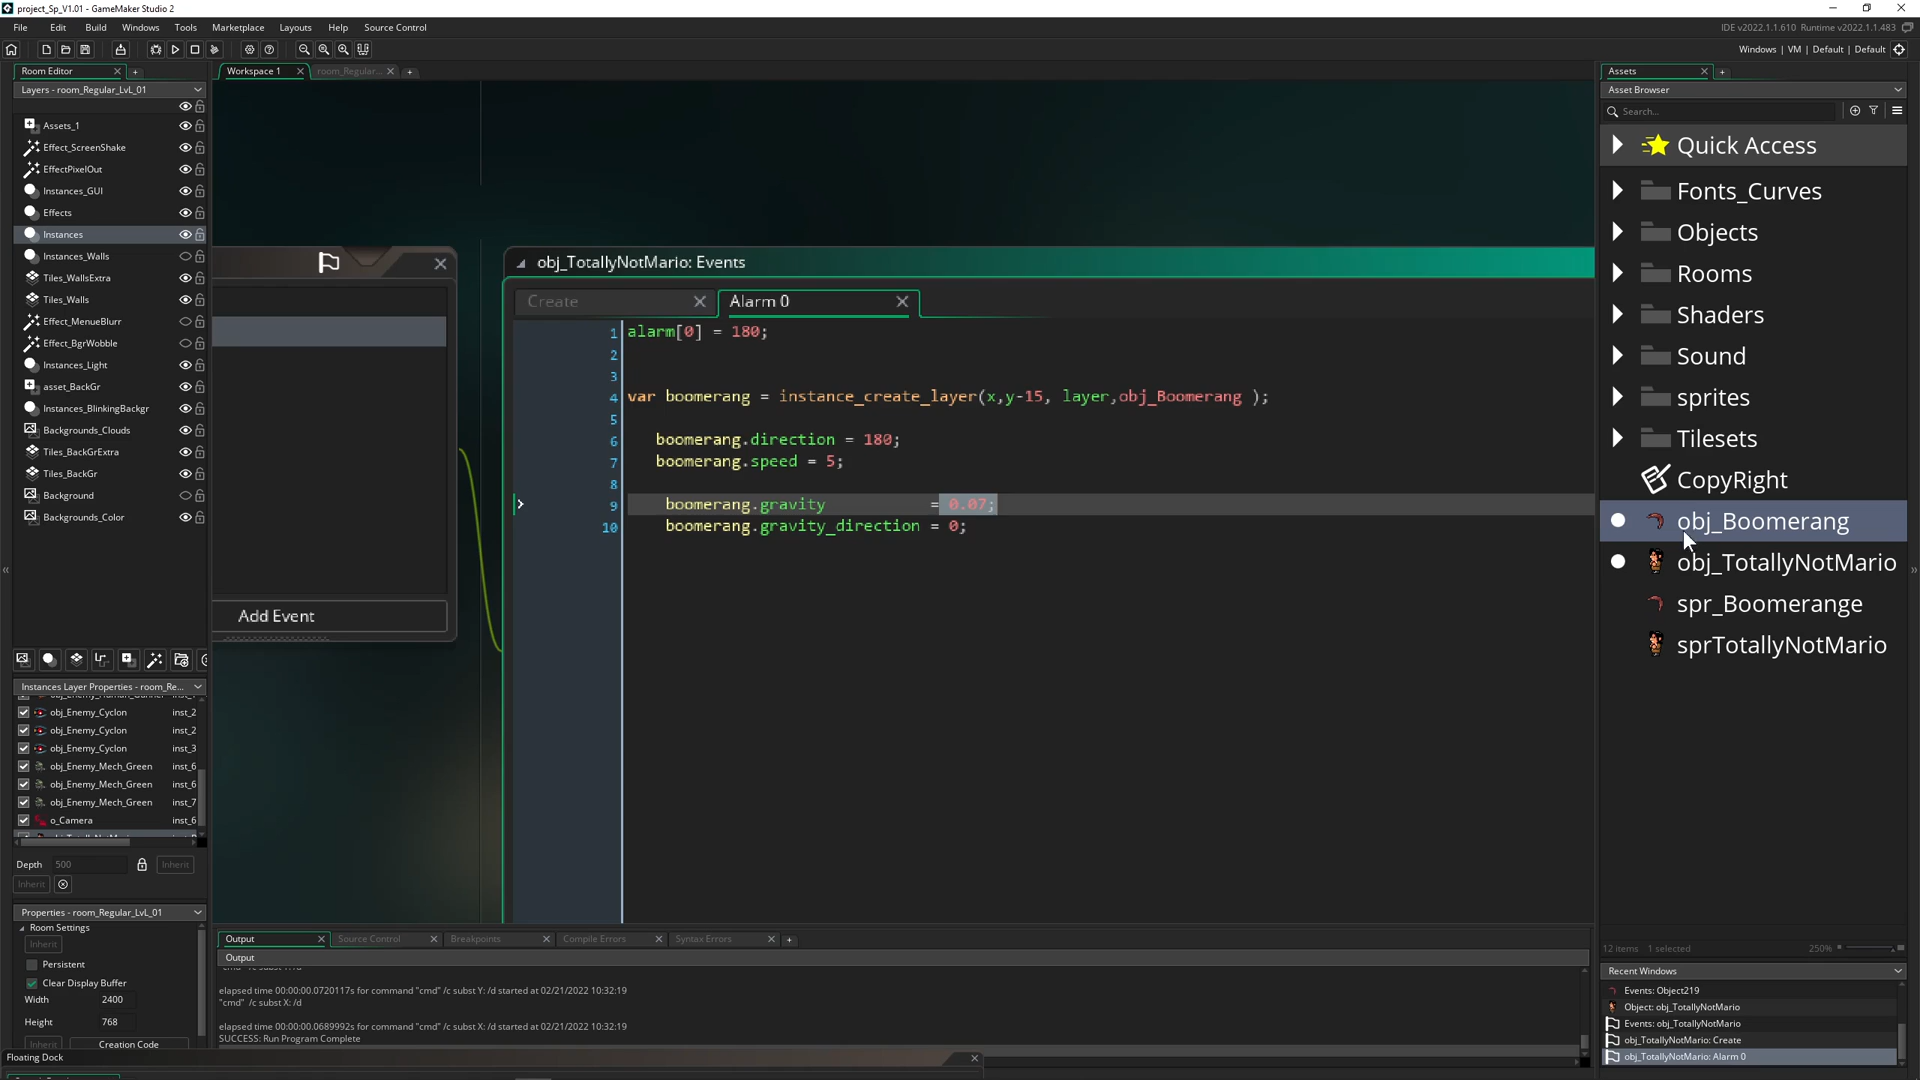 project_Sp_V1.01 - GameMaker Studio 2
File Edit Build Windows Tools Marketplace Layouts Help Source Control
IDE v2022.1.1.610 Runtime v2022.1.1.483
Windows | VM | Default | Default
Room Editor
Layers - room_Regular_LvL_01
Assets_1
Effect_ScreenShake
EffectPixelOut
Instances_GUI
Effects
Instances
Instances_Walls
Tiles_WallsExtra
Tiles_Walls
Effect_MenueBlurr
Effect_BgrWobble
Instances_Light
asset_BackGr
Instances_BlinkingBackgr
Backgrounds_Clouds
Tiles_BackGrExtra
Tiles_BackGr
Background
Backgrounds_Color
Instances Layer Properties - room_Re...
obj_Enemy_Cyclon inst_2
obj_Enemy_Cyclon inst_2
obj_Enemy_Cyclon inst_3
obj_Enemy_Mech_Green inst_6
obj_Enemy_Mech_Green inst_6
obj_Enemy_Mech_Green inst_7
o_Camera inst_6
Depth 500 Inherit
Inherit
Properties - room_Regular_LvL_01
Room Settings
Inherit
Persistent
Clear Display Buffer
Width 2400
Height 768
Inherit Creation Code
Floating Dock
Workspace 1 room_Regular...
Add Event
obj_TotallyNotMario: Events
Create Alarm 0
1 alarm[0] = 180;
2
3
4 var boomerang = instance_create_layer(x,y-15, layer,obj_Boomerang );
5
6 boomerang.direction = 180;
7 boomerang.speed = 5;
8
9 boomerang.gravity = 0.07;
10 boomerang.gravity_direction = 0;
Output Source Control Breakpoints Compile Errors Syntax Errors
Output
elapsed time 00:00:00.0720117s for command "cmd" /c subst Y: /d started at 02/21/2022 10:32:19
"cmd" /c subst X: /d
elapsed time 00:00:00.0689992s for command "cmd" /c subst X: /d started at 02/21/2022 10:32:19
SUCCESS: Run Program Complete
Assets
Asset Browser
Search...
Quick Access
Fonts_Curves
Objects
Rooms
Shaders
Sound
sprites
Tilesets
CopyRight
obj_Boomerang
obj_TotallyNotMario
spr_Boomerange
sprTotallyNotMario
12 items 1 selected 250%
Recent Windows
Events: Object219
Object: obj_TotallyNotMario
Events: obj_TotallyNotMario
obj_TotallyNotMario: Create
obj_TotallyNotMario: Alarm 0